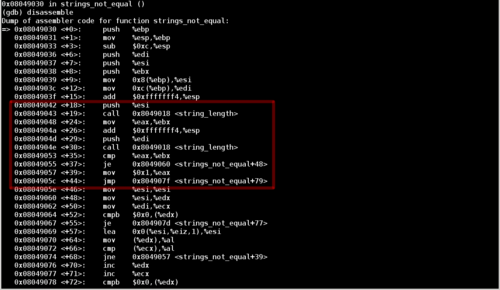 0x08049030 in strings_not_equal ()
(gdb) disassemble
Dump of assembler code for function strings_not_equal:
=> 0x08049030 <+0>: push %ebp
0x08049031 <+1>: mov %esp,%ebp
0x08049033 <+3>: sub $0xc,%esp
0x08049036 <+6>: push %edi
0x08049037 <+7>: push %esi
0x08049038 <+8>: push %ebx
0x08049039 <+9>: mov 0x8(%ebp),%esi
0x0804903c <+12>: mov 0xc(%ebp),%edi
0x0804903f <+15>: add $0xfffffff4,%esp
0x08049042 <+18>: push %esi
0x08049043 <+19>: call 0x8049018 <string_length>
0x08049048 <+24>: mov %eax,%ebx
0x0804904a <+26>: add $0xfffffff4,%esp
0x0804904d <+29>: push %edi
0x0804904e <+30>: call 0x8049018 <string_length>
0x08049053 <+35>: cmp %eax,%ebx
0x08049055 <+37>: je 0x8049060 <strings_not_equal+48>
0x08049057 <+39>: mov $0x1,%eax
0x0804905c <+44>: jmp 0x804907f <strings_not_equal+79>
0x0804905e <+46>: mov %esi,%esi
0x08049060 <+48>: mov %esi,%edx
0x08049062 <+50>: mov %edi,%ecx
0x08049064 <+52>: cmpb $0x0,(%edx)
0x08049067 <+55>: je 0x804907d <strings_not_equal+77>
0x08049069 <+57>: lea 0x0(%esi,%eiz,1),%esi
0x08049070 <+64>: mov (%edx),%al
0x08049072 <+66>: cmp (%ecx),%al
0x08049074 <+68>: jne 0x8049057 <strings_not_equal+39>
0x08049076 <+70>: inc %edx
0x08049077 <+71>: inc %ecx
0x08049078 <+72>: cmpb $0x0,(%edx)